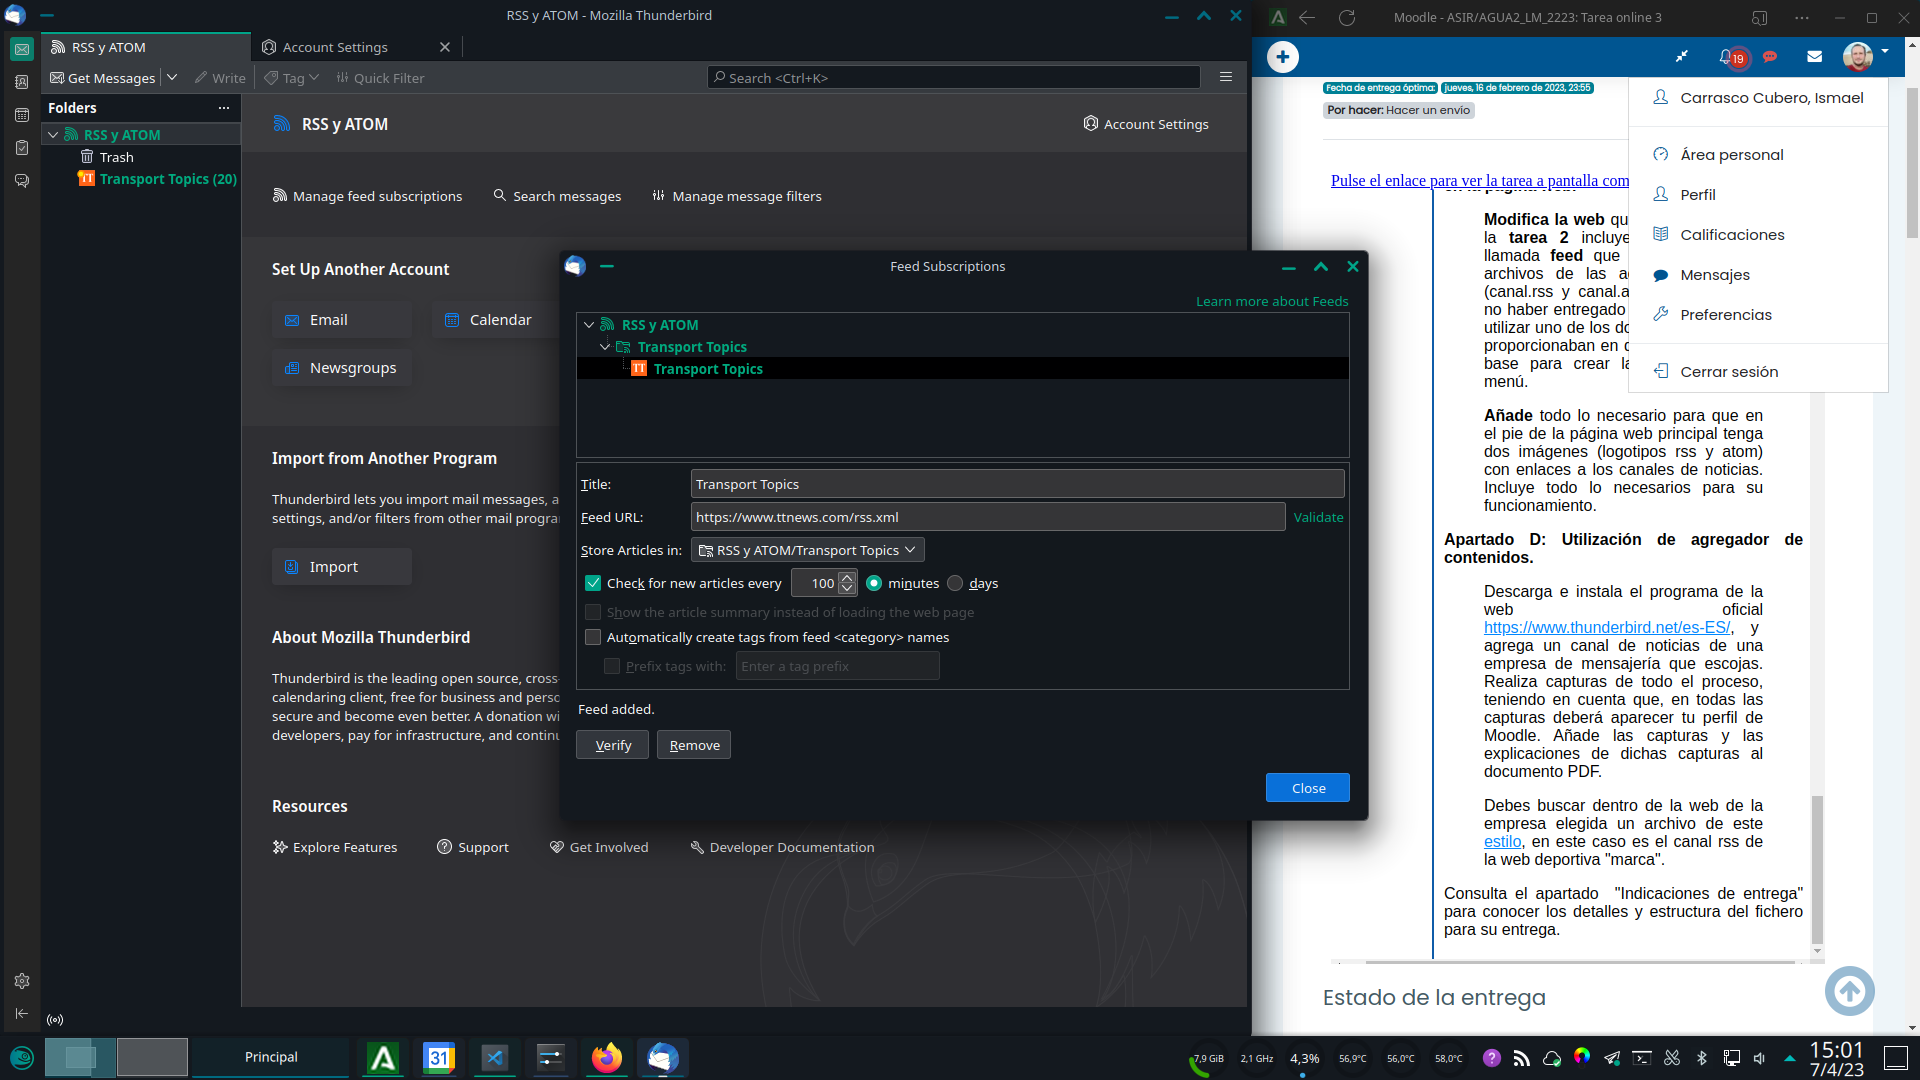 RSS y ATOM - Mozilla Thunderbird
RSS y ATOM
Account Settings
Get Messages
Write
Tag
Quick Filter
Search <Ctrl+K>
Folders
RSS y ATOM
Trash
Transport Topics (20)
RSS y ATOM
Account Settings
Manage feed subscriptions
Search messages
Manage message filters
Set Up Another Account
Email
Calendar
Newsgroups
Import from Another Program
Thunderbird lets you import mail messages, a
settings, and/or filters from other mail progra
Import
About Mozilla Thunderbird
Thunderbird is the leading open source, cross-
calendaring client, free for business and perso
secure and become even better. A donation wi
developers, pay for infrastructure, and continu
Resources
Explore Features
Support
Get Involved
Developer Documentation
Feed Subscriptions
Learn more about Feeds
RSS y ATOM
Transport Topics
TT Transport Topics
Title:
Transport Topics
Feed URL:
https://www.ttnews.com/rss.xml
Validate
Store Articles in:
RSS y ATOM/Transport Topics
Check for new articles every
100
minutes
days
Show the article summary instead of loading the web page
Automatically create tags from feed <category> names
Prefix tags with:
Enter a tag prefix
Feed added.
Verify
Remove
Close
Moodle - ASIR/AGUA2_LM_2223: Tarea online 3
19
Fecha de entrega óptima:
jueves, 16 de febrero de 2023, 23:55
Por hacer: Hacer un envío
Carrasco Cubero, Ismael
Área personal
Perfil
Calificaciones
Mensajes
Preferencias
Cerrar sesión
Pulse el enlace para ver la tarea a pantalla com
Modifica la web qu
la tarea 2 incluye
llamada feed que
archivos de las a
(canal.rss y canal.a
no haber entregado
utilizar uno de los do
proporcionaban en
base para crear la
menú.
Añade todo lo necesario para que en
el pie de la página web principal tenga
dos imágenes (logotipos rss y atom)
con enlaces a los canales de noticias.
Incluye todo lo necesarios para su
funcionamiento.
Apartado D: Utilización de agregador de
contenidos.
Descarga e instala el programa de la
web oficial
https://www.thunderbird.net/es-ES/, y
agrega un canal de noticias de una
empresa de mensajería que escojas.
Realiza capturas de todo el proceso,
teniendo en cuenta que, en todas las
capturas deberá aparecer tu perfil de
Moodle. Añade las capturas y las
explicaciones de dichas capturas al
documento PDF.
Debes buscar dentro de la web de la
empresa elegida un archivo de este
estilo, en este caso es el canal rss de
la web deportiva "marca".
Consulta el apartado "Indicaciones de entrega"
para conocer los detalles y estructura del fichero
para su entrega.
Estado de la entrega
Principal
31
7,9 GiB
2,1 GHz
4,3%
56,9°C
56,0°C
58,0°C
15:01
7/4/23